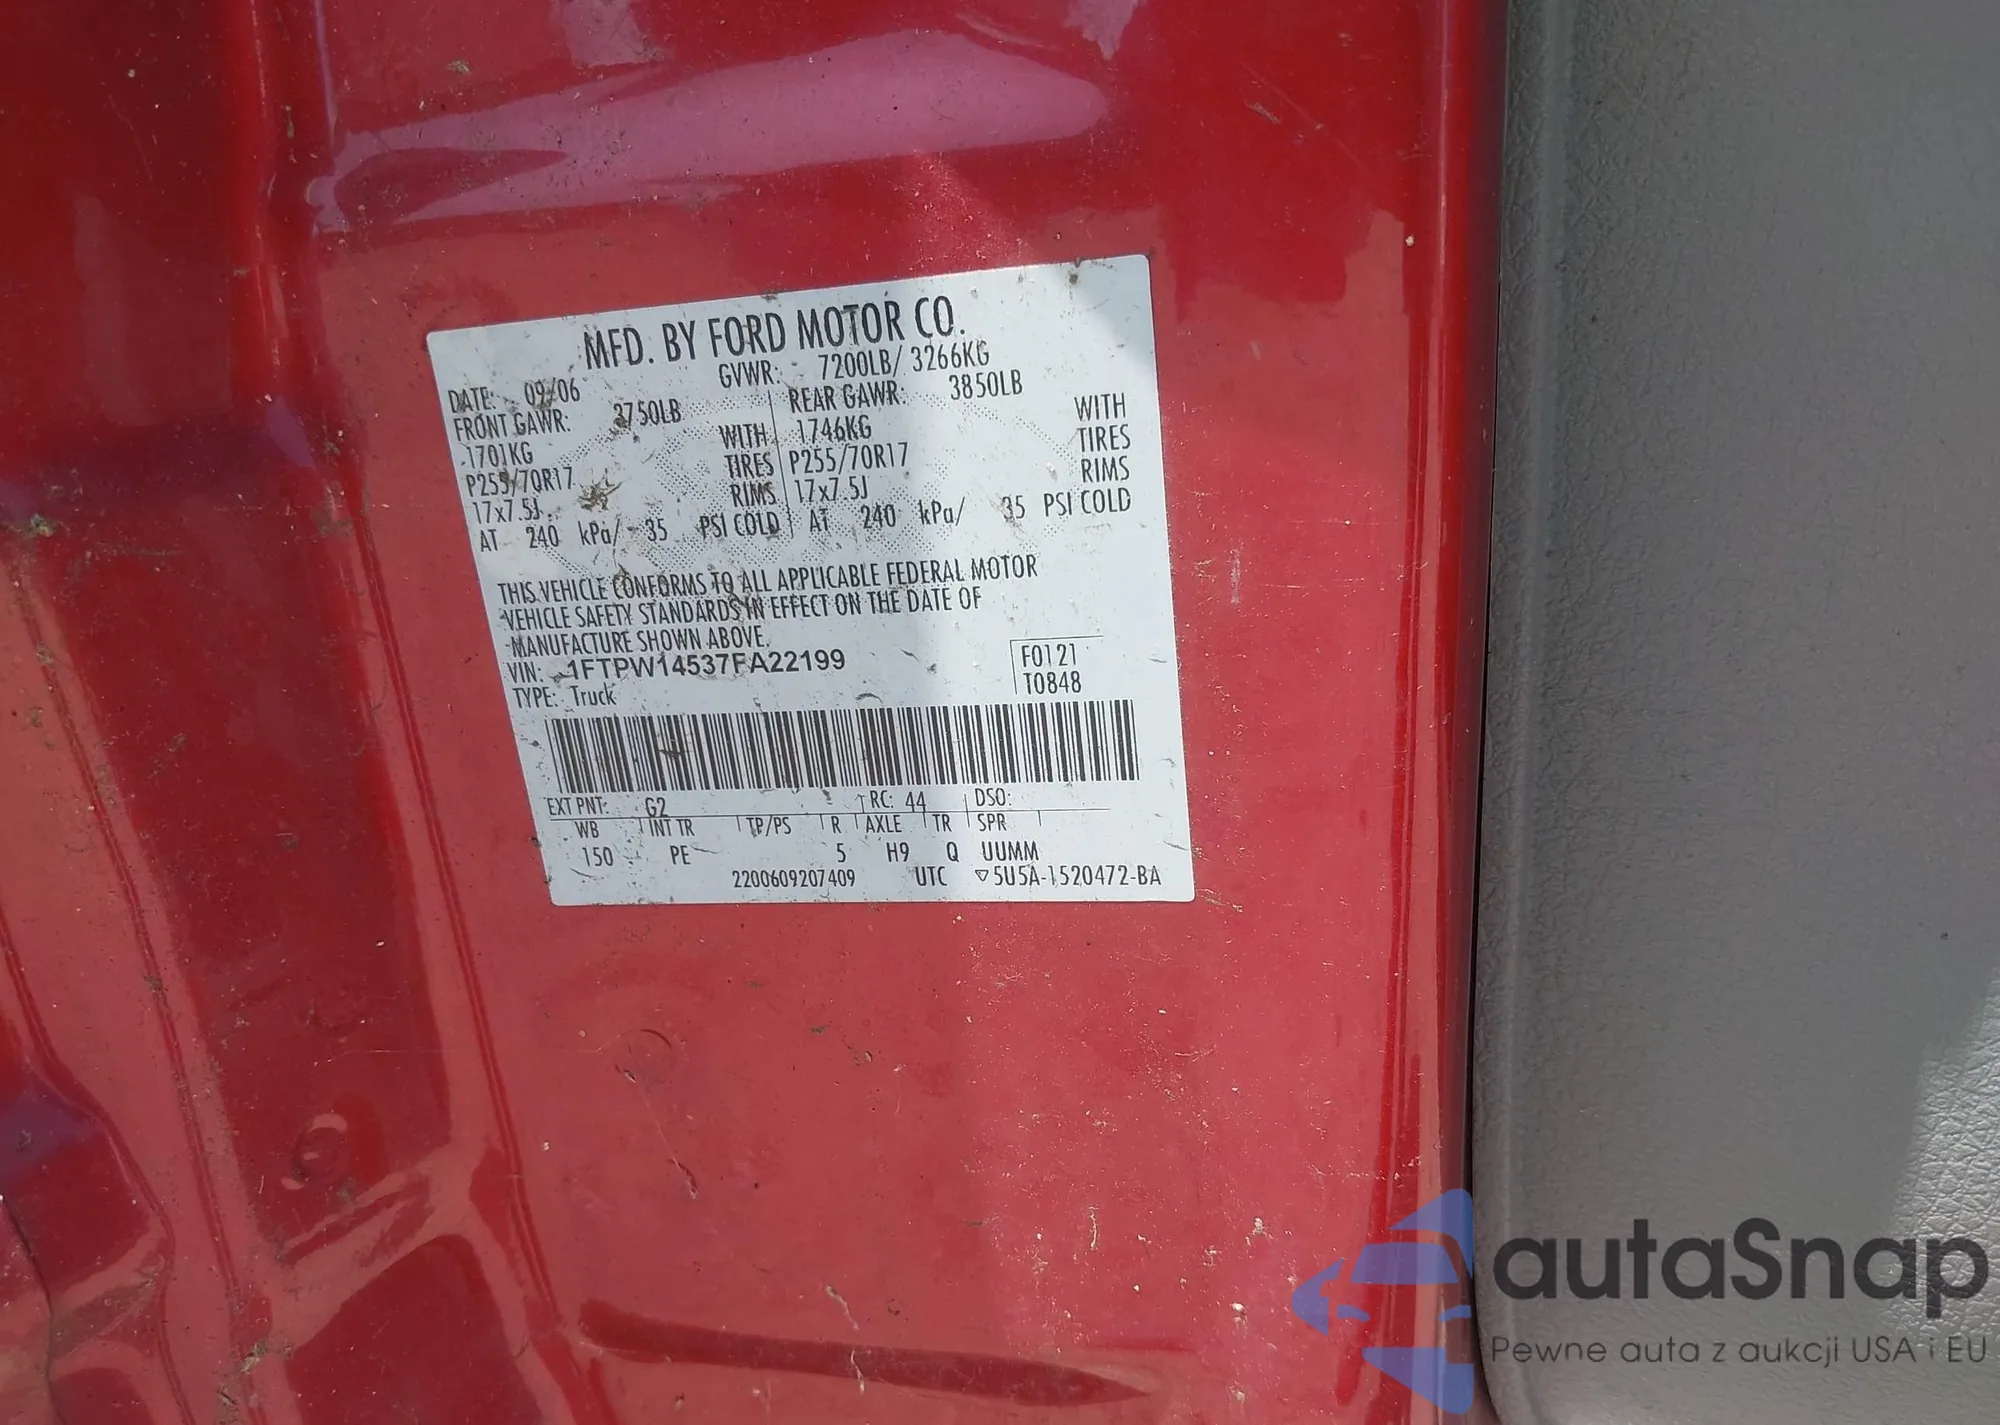 MFD. BY FORD MOTOR CO.
DATE: 09/06 GVWR: 7200LB/ 3266KG
FRONT GAWR: 3750LB REAR GAWR: 3850LB
1701KG WITH 1746KG WITH
P255/70R17 TIRES P255/70R17 TIRES
17x7.5J RIMS 17x7.5J RIMS
AT 240 kPa/ 35 PSI COLD AT 240 kPa/ 35 PSI COLD
THIS VEHICLE CONFORMS TO ALL APPLICABLE FEDERAL MOTOR
VEHICLE SAFETY STANDARDS IN EFFECT ON THE DATE OF
MANUFACTURE SHOWN ABOVE.
VIN: 1FTPW14537FA22199 F0121
TYPE: Truck T0848
EXT PNT: G2 RC: 44 DSO:
WB INT TR TP/PS R AXLE TR SPR
150 PE 5 H9 Q UUMM
2200609207409 UTC ▽5U5A-1520472-BA
autaSnap
Pewne auta z aukcji USA i EU